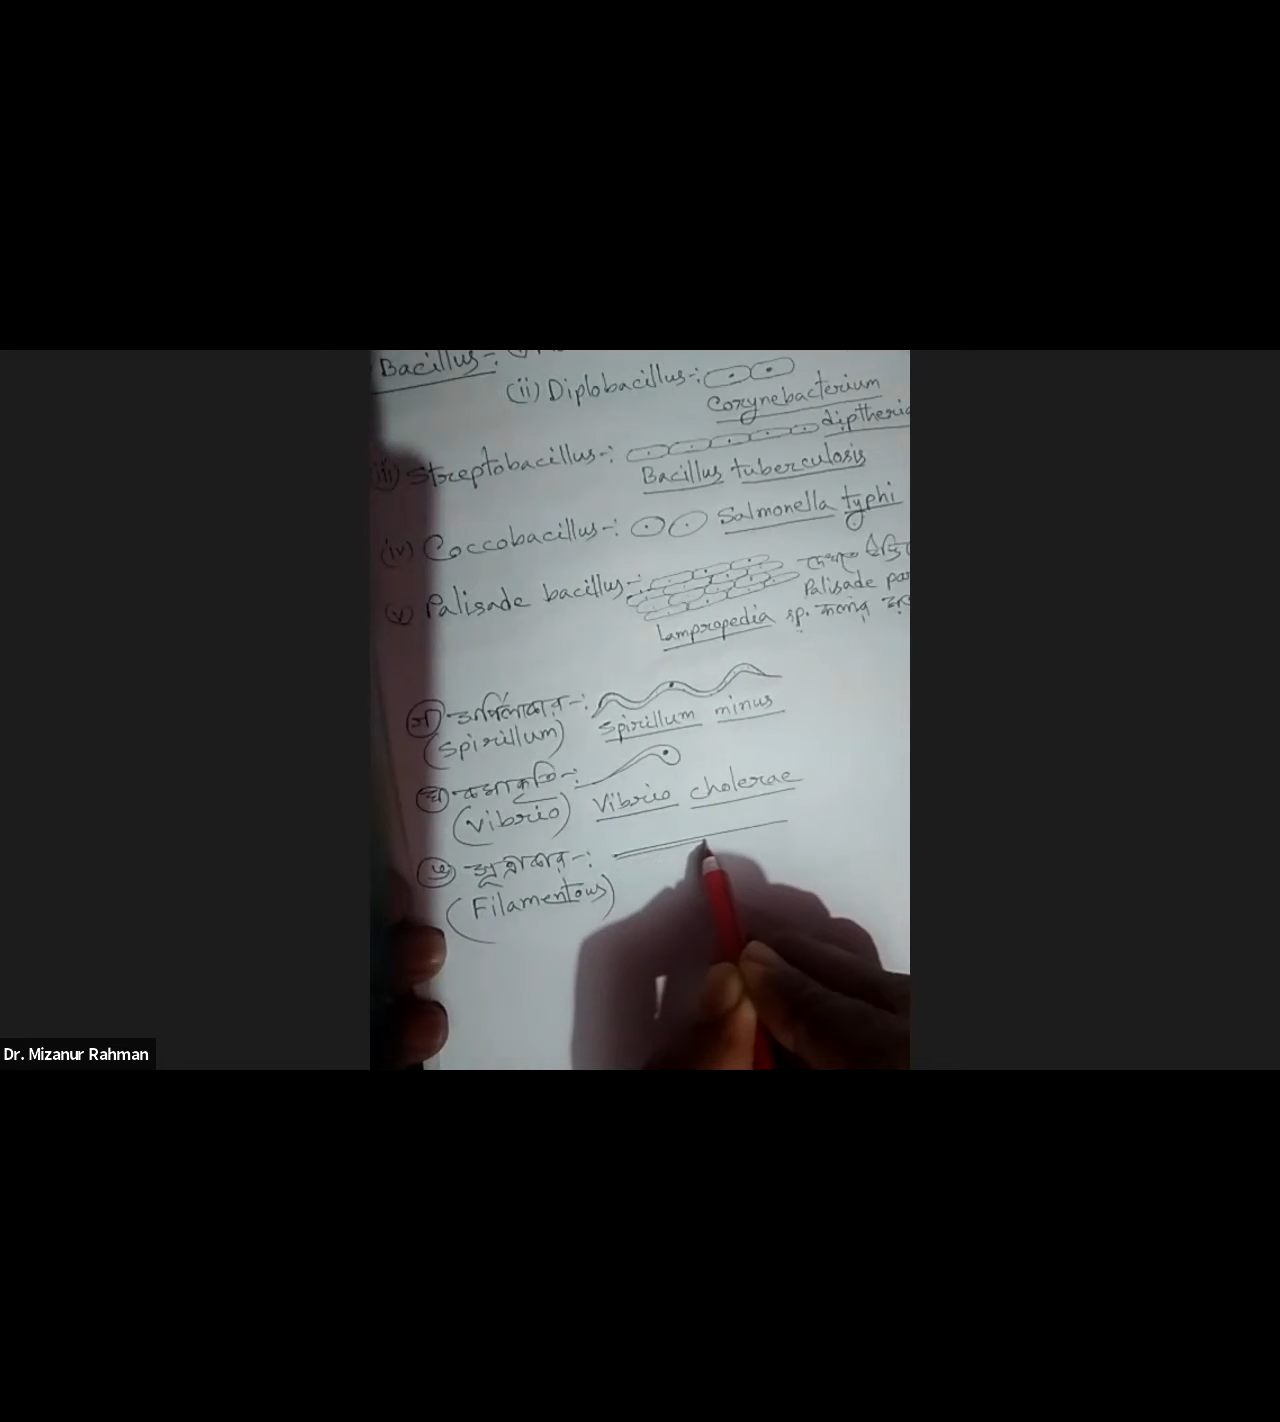 Bacillus-:
(ii) Diplobacillus-:
Corynebacterium
diptheria
(iii) Streptobacillus-:
Bacillus tuberculosis
(iv) Coccobacillus-: Salmonella typhi
(v) Palisade bacillus-: দেখতে
Palisade
Lampropedia sp.
(গ) সর্পিলাকার-:
(Spirillum) Spirillum minus
(ঘ) কমাকৃতি-:
(Vibrio) Vibrio cholerae
(ঙ) সূত্রাকার-:
(Filamentous)
Dr. Mizanur Rahman